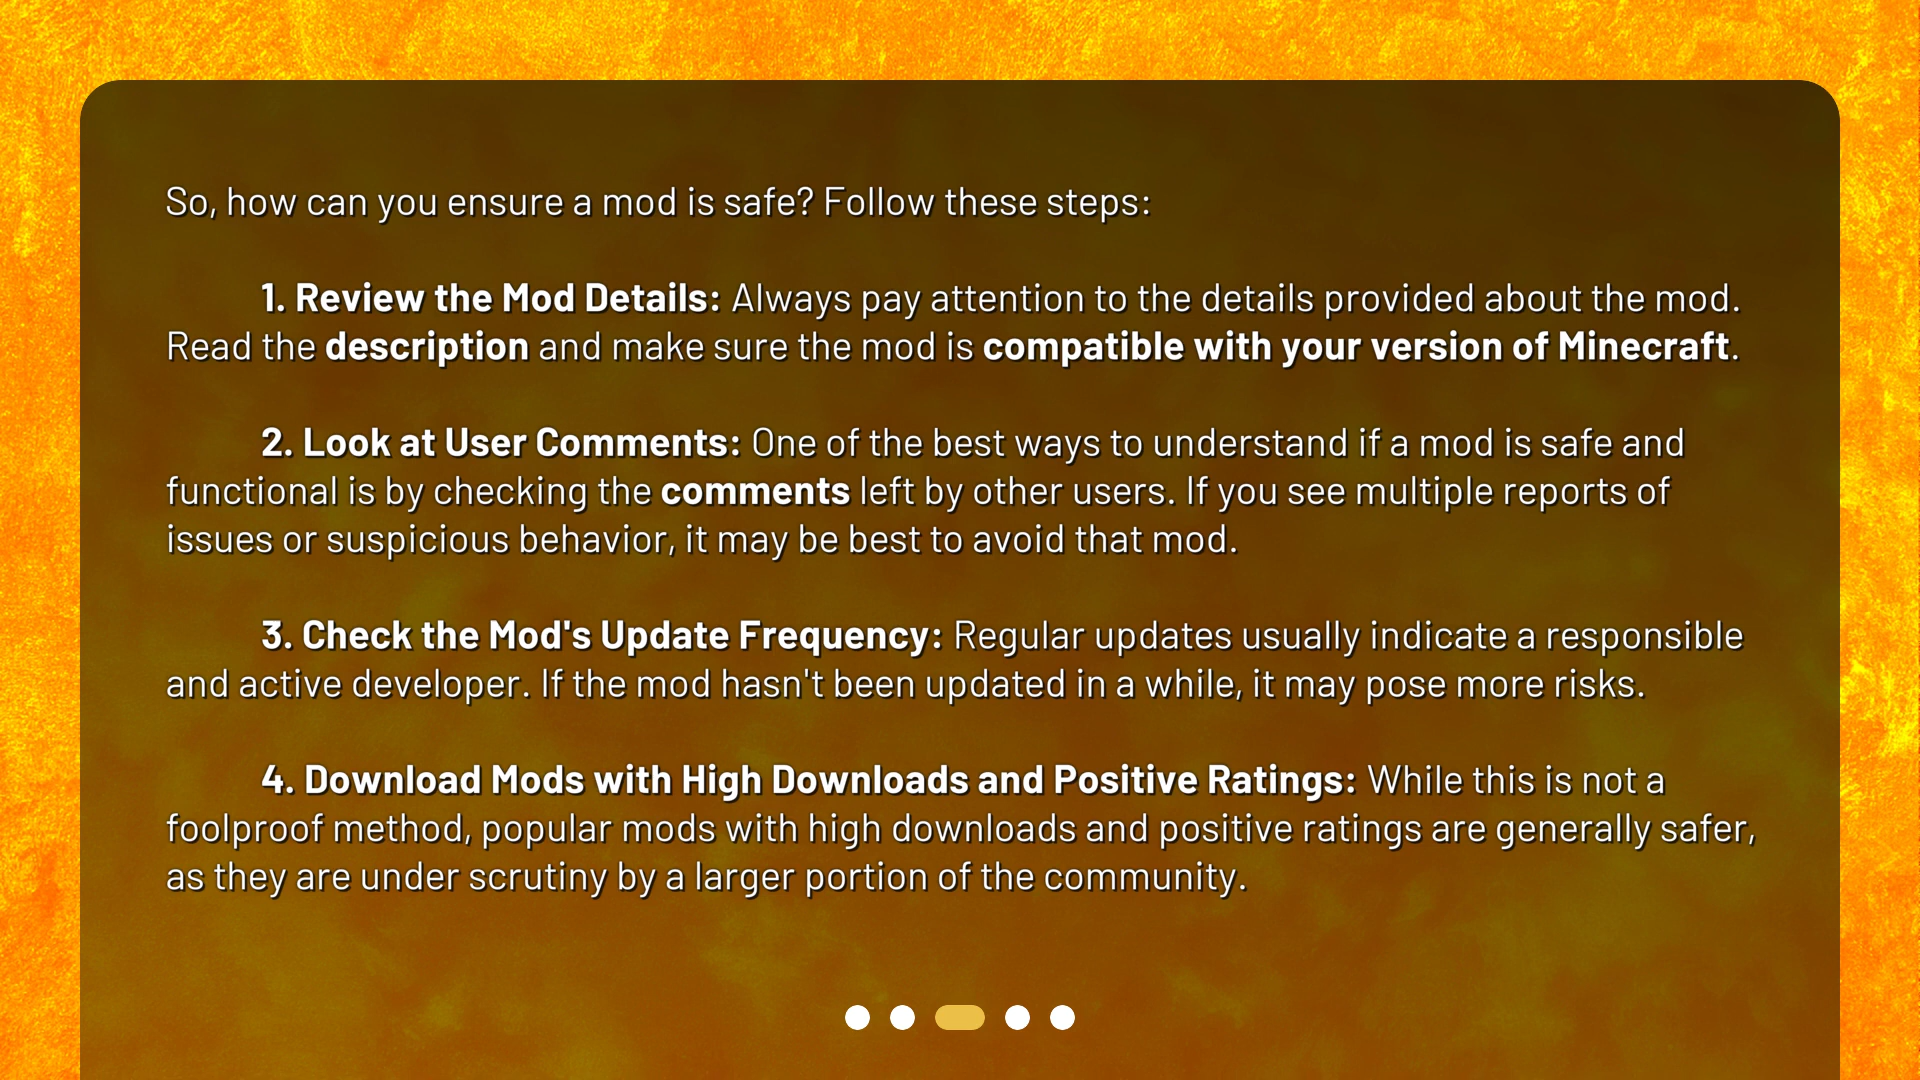 So, how can you ensure a mod is safe? Follow these steps:
1. Review the Mod Details: Always pay attention to the details provided about the mod.
Read the description and make sure the mod is compatible with your version of Minecraft.
2. Look at User Comments: One of the best ways to understand if a mod is safe and
functional is by checking the comments left by other users. If you see multiple reports of
issues or suspicious behavior, it may be best to avoid that mod.
3. Check the Mod's Update Frequency: Regular updates usually indicate a responsible
and active developer. If the mod hasn't been updated in a while, it may pose more risks.
4. Download Mods with High Downloads and Positive Ratings: While this is not a
foolproof method, popular mods with high downloads and positive ratings are generally safer,
as they are under scrutiny by a larger portion of the community.